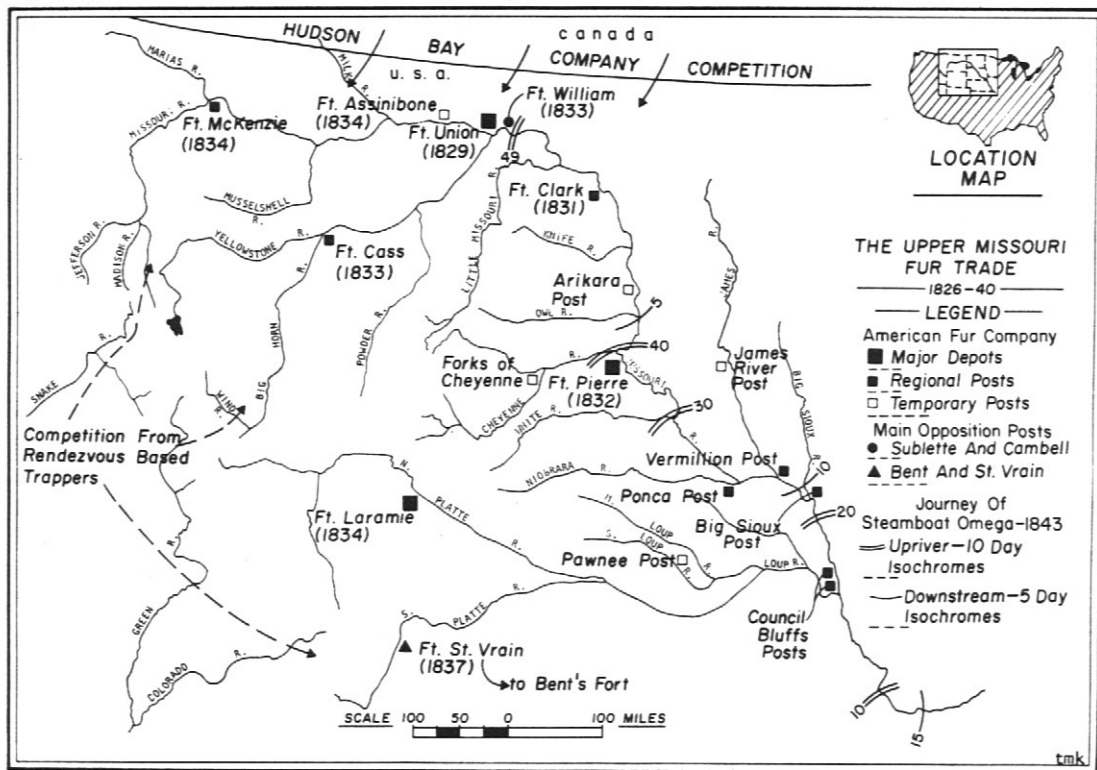 HUDSON BAY COMPANY COMPETITION
canada
u.s.a.
MARIAS R.
MILK R.
MISSOURI R.
Ft. McKenzie
(1834)
Ft. Assinibone
(1834)
Ft. Union
(1829)
Ft. William
(1833)
49
MUSSELSHELL R.
Ft. Clark
(1831)
LITTLE MISSOURI R.
KNIFE R.
JEFFERSON R.
MADISON R.
YELLOWSTONE R.
Ft. Cass
(1833)
Arikara
Post
OWL R.
5
JAMES R.
BIG HORN R.
POWDER R.
40
Forks of
Cheyenne
CHEYENNE R.
Ft. Pierre
(1832)
MISSOURI R.
James
River
Post
BIG SIOUX R.
SNAKE R.
WIND R.
WHITE R.
30
Competition From
Rendezvous Based
Trappers
Vermillion Post
10
NIOBRARA R.
Ponca Post
Big Sioux
Post
20
N. PLATTE R.
Ft. Laramie
(1834)
N. LOUP R.
S. LOUP R.
Pawnee Post
LOUP R.
Council
Bluffs
Posts
GREEN R.
COLORADO R.
S. PLATTE R.
Ft. St. Vrain
(1837)
to Bent's Fort
10
15
SCALE 100 50 0 100 MILES
LOCATION
MAP
THE UPPER MISSOURI
FUR TRADE
1826-40
LEGEND
American Fur Company
Major Depots
Regional Posts
Temporary Posts
Main Opposition Posts
Sublette And Cambell
Bent And St. Vrain
Journey Of
Steamboat Omega-1843
Upriver-10 Day
Isochromes
Downstream-5 Day
Isochromes
tmk